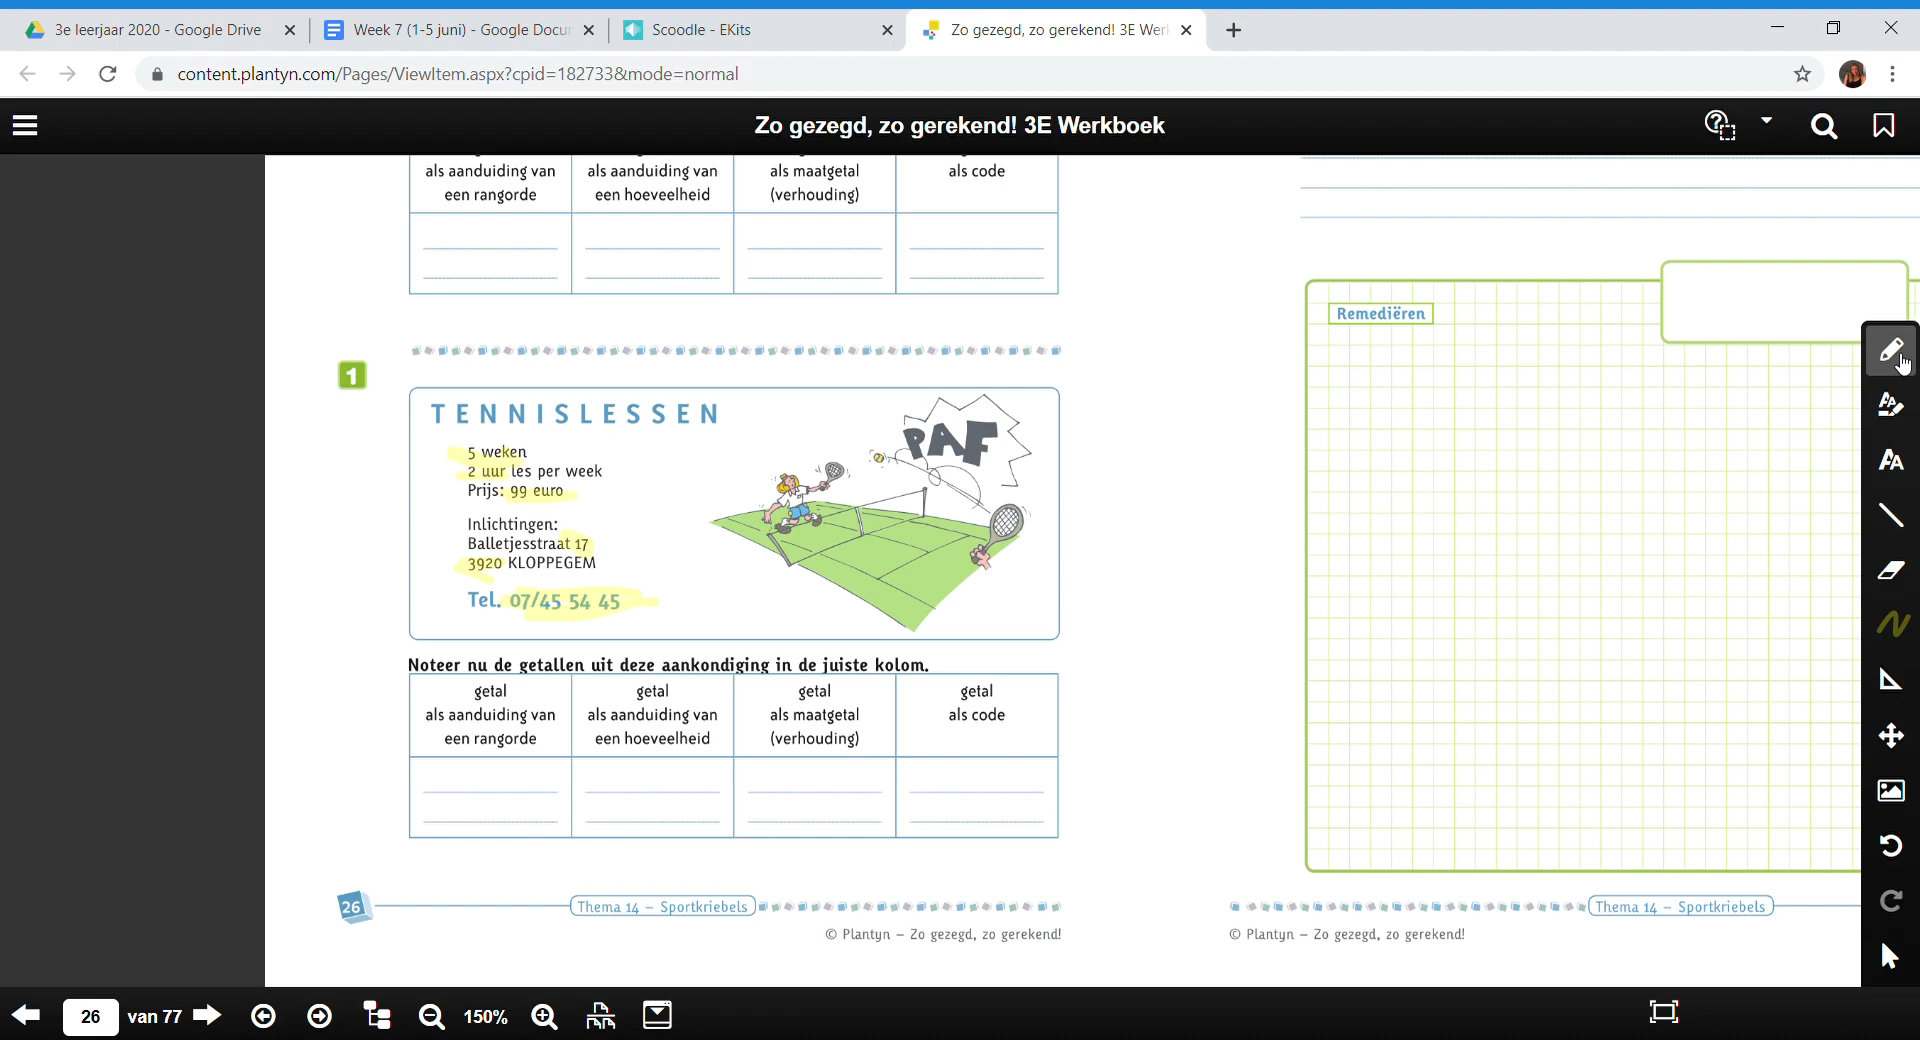 3e leerjaar 2020 - Google Drive
Week 7 (1-5 juni) - Google Docu
Scoodle - EKits
Zo gezegd, zo gerekend! 3E Werk
content.plantyn.com/Pages/ViewItem.aspx?cpid=182733&mode=normal
Zo gezegd, zo gerekend! 3E Werkboek
als aanduiding van
een rangorde
als aanduiding van
een hoeveelheid
als maatgetal
(verhouding)
als code
Remediëren
1
TENNISLESSEN
PAF
5 weken
2 uur les per week
Prijs: 99 euro
Inlichtingen:
Balletjesstraat 17
3920 KLOPPEGEM
Tel. 07/45 54 45
Noteer nu de getallen uit deze aankondiging in de juiste kolom.
getal
als aanduiding van
een rangorde
getal
als aanduiding van
een hoeveelheid
getal
als maatgetal
(verhouding)
getal
als code
26
Thema 14 – Sportkriebels
Thema 14 – Sportkriebels
© Plantyn – Zo gezegd, zo gerekend!
© Plantyn – Zo gezegd, zo gerekend!
26 van 77
150%